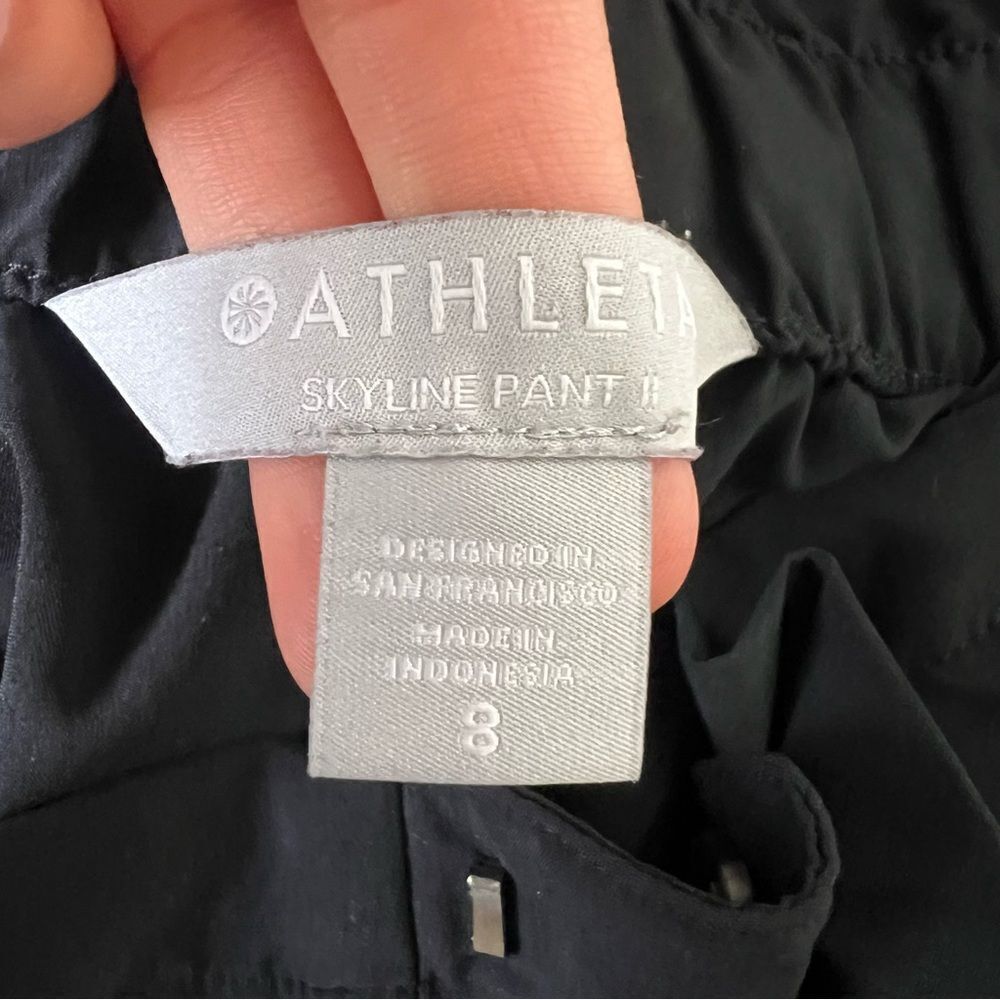 ATHLETA
SKYLINE PANT II
DESIGNED IN
SAN FRANCISCO
MADE IN
INDONESIA
8